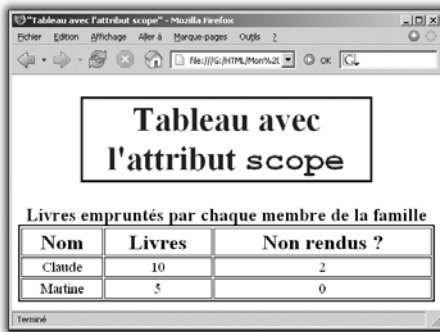 "Tableau avec l'attribut scope" - Mozilla Firefox
Fichier Edition Affichage Aller à Marque-pages Outils ?
file:///G:/HTML/Mon%20 OK G
Tableau avec
l'attribut scope
Livres empruntés par chaque membre de la famille
Nom Livres Non rendus ?
Claude 10 2
Martine 5 0
Terminé